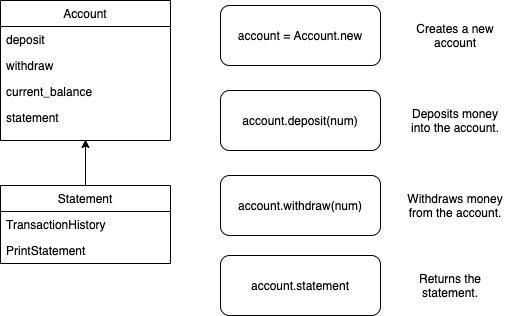 Account
deposit
withdraw
current_balance
statement
Statement
TransactionHistory
PrintStatement
account = Account.new
Creates a new
account
account.deposit(num)
Deposits money
into the account.
account.withdraw(num)
Withdraws money
from the account.
account.statement
Returns the
statement.